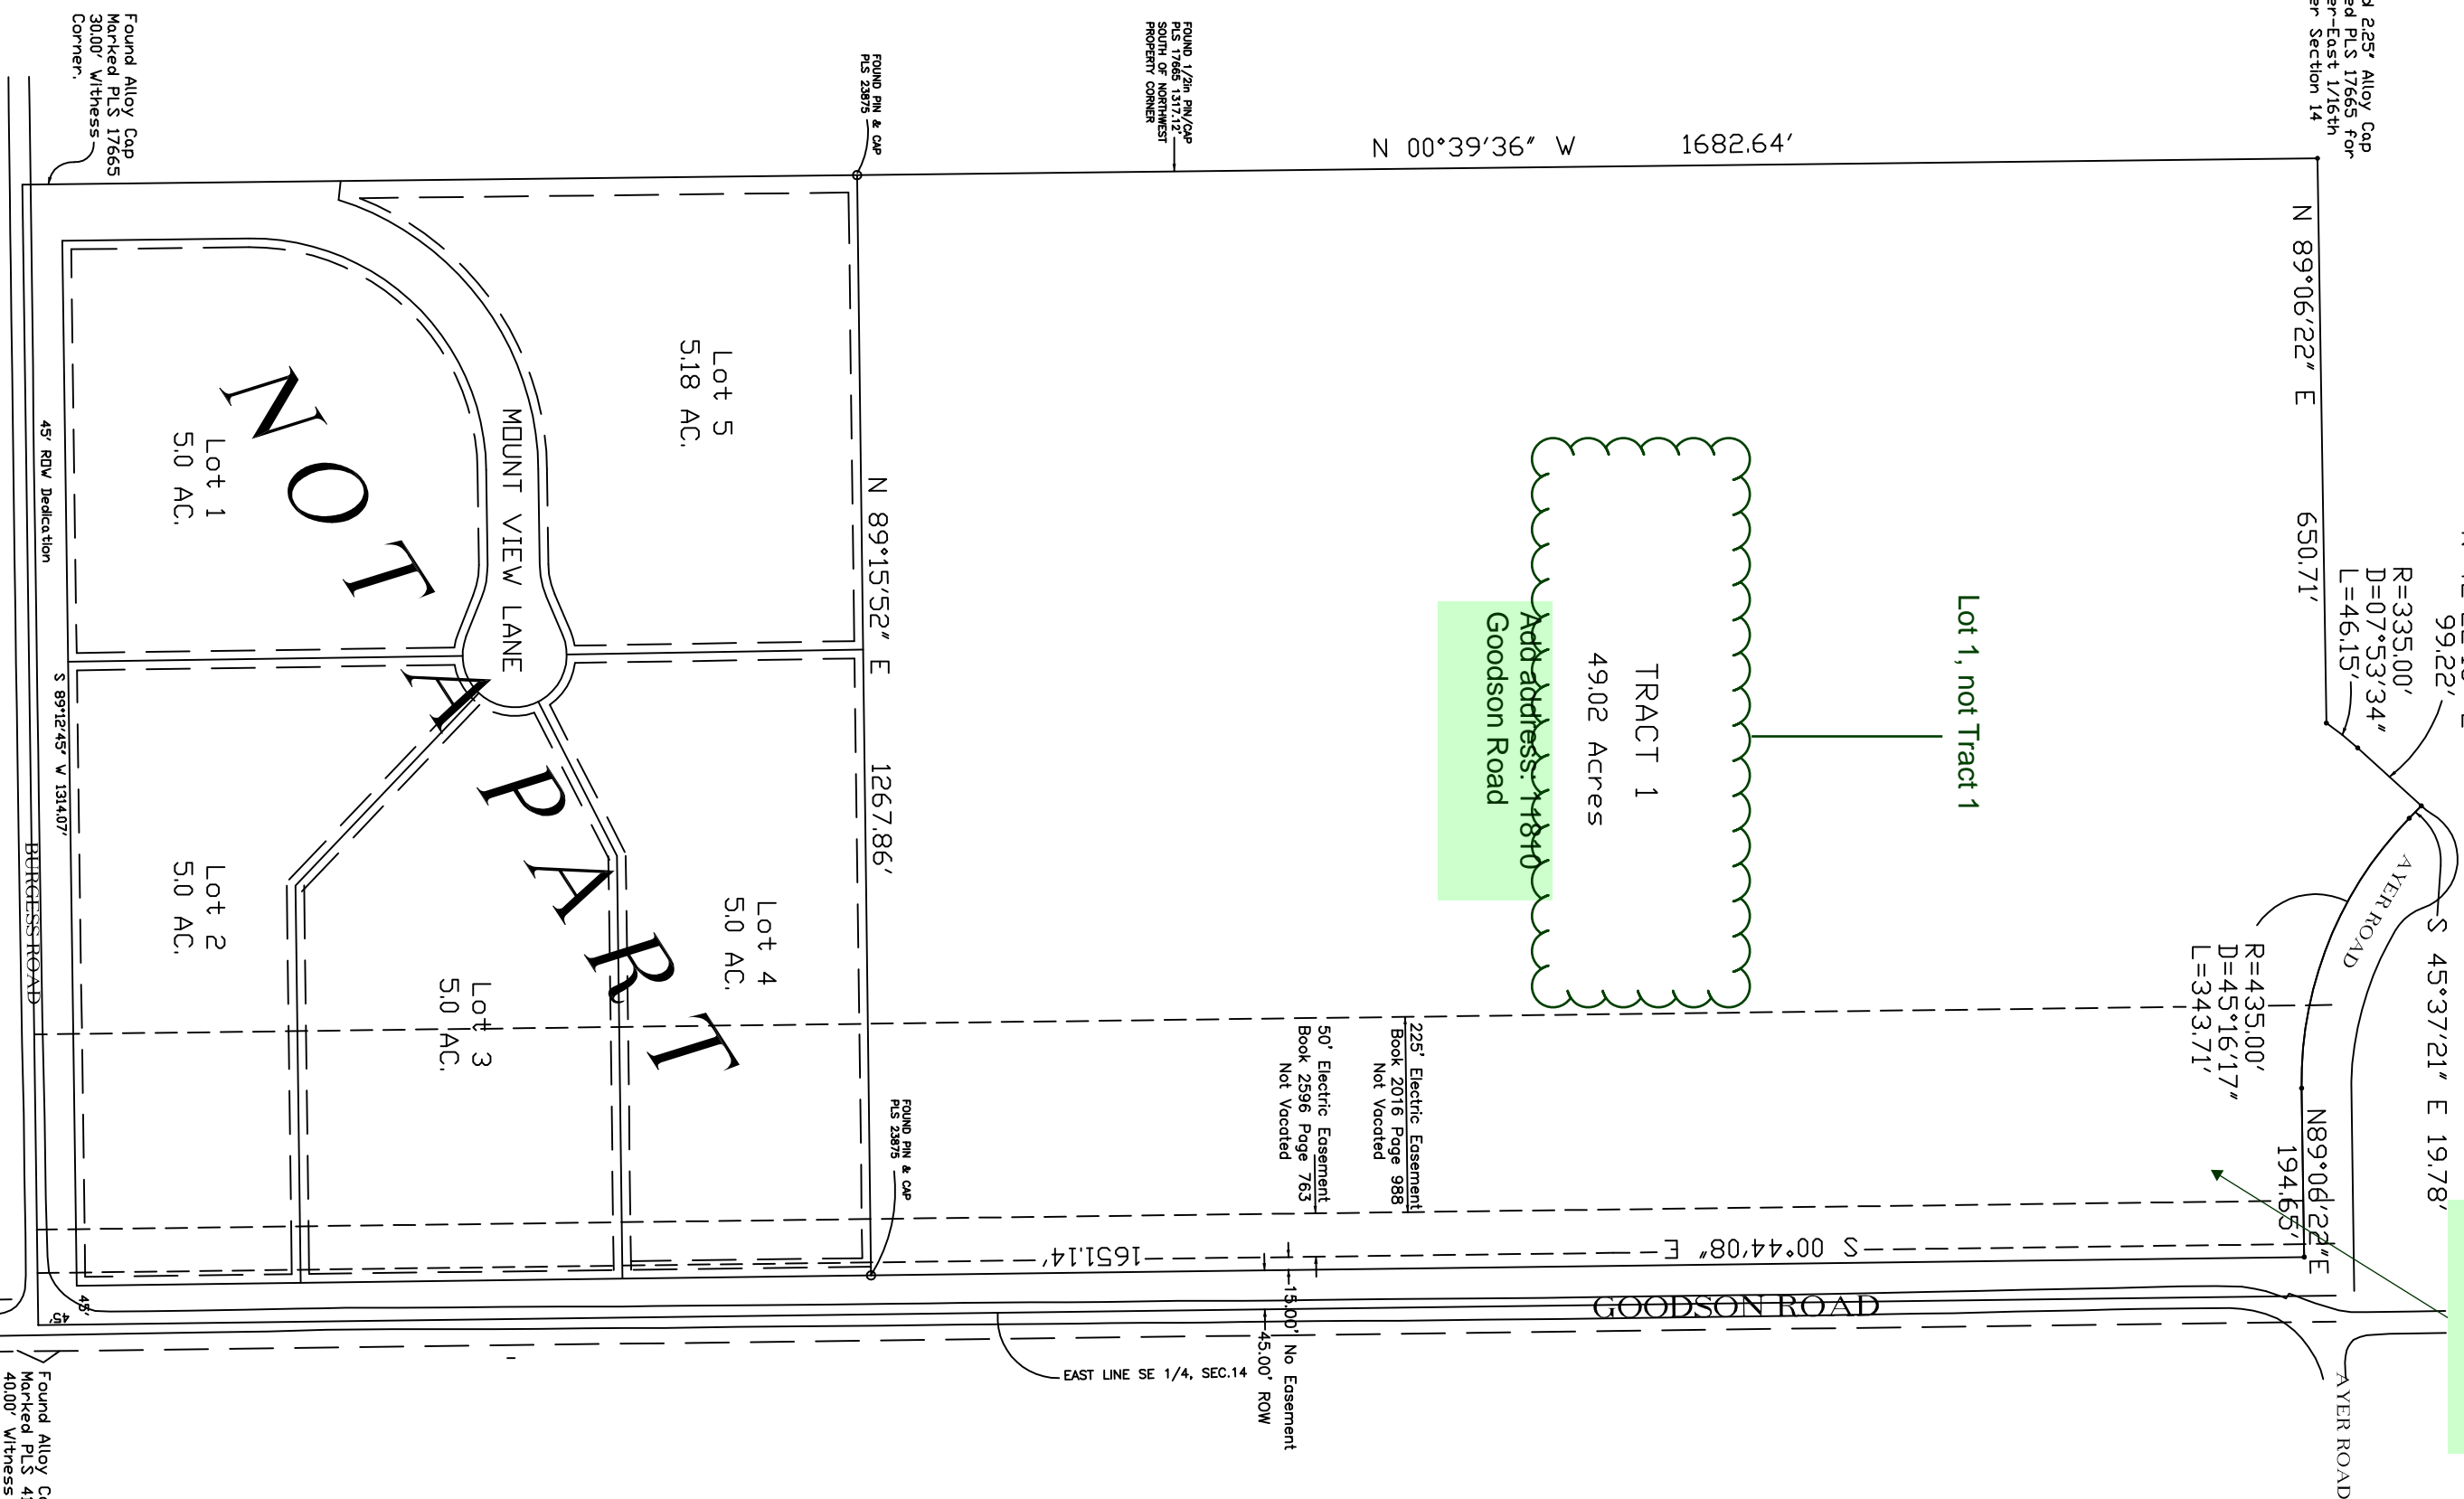 2.25" Alloy Cap
PLS 17665 for
1/16th
Section 14
Found Alloy Cap
Marked PLS 17665
30.00' Witness
Corner.
FOUND PIN & CAP
PLS 23875
FOUND 1/2in PIN/CAP
PLS 17665 1317.12'
SOUTH OF NORTHWEST
PROPERTY CORNER
N 00°39'36" W 1682.64'
N 89°06'22" E 650.71'
99.22'
R=335.00'
D=07°53'34"
L=46.15'
S 45°37'21" E 19.78'
AYER ROAD
R=435.00'
D=45°16'17"
L=343.71'
N89°06'22"E
194.65'
Lot 1, not Tract 1
TRACT 1
49.02 Acres
Add address: 11810
Goodson Road
225' Electric Easement
Book 2016 Page 988
Not Vacated
50' Electric Easement
Book 2596 Page 763
Not Vacated
N 89°15'52" E 1267.86'
Lot 5
5.18 AC.
MOUNT VIEW LANE
Lot 1
5.0 AC.
Lot 4
5.0 AC.
Lot 3
5.0 AC.
Lot 2
5.0 AC.
NOT A PART
45' ROW Dedication
S 89°12'45" W 1314.07'
BURGESS ROAD
FOUND PIN & CAP
PLS 23875
S 00°44'08" E 1651.14'
15.00' No Easement
45.00' ROW
GOODSON ROAD
EAST LINE SE 1/4, SEC.14
AYER ROAD
45'
45'
Found Alloy
Marked PLS
40.00' Witness